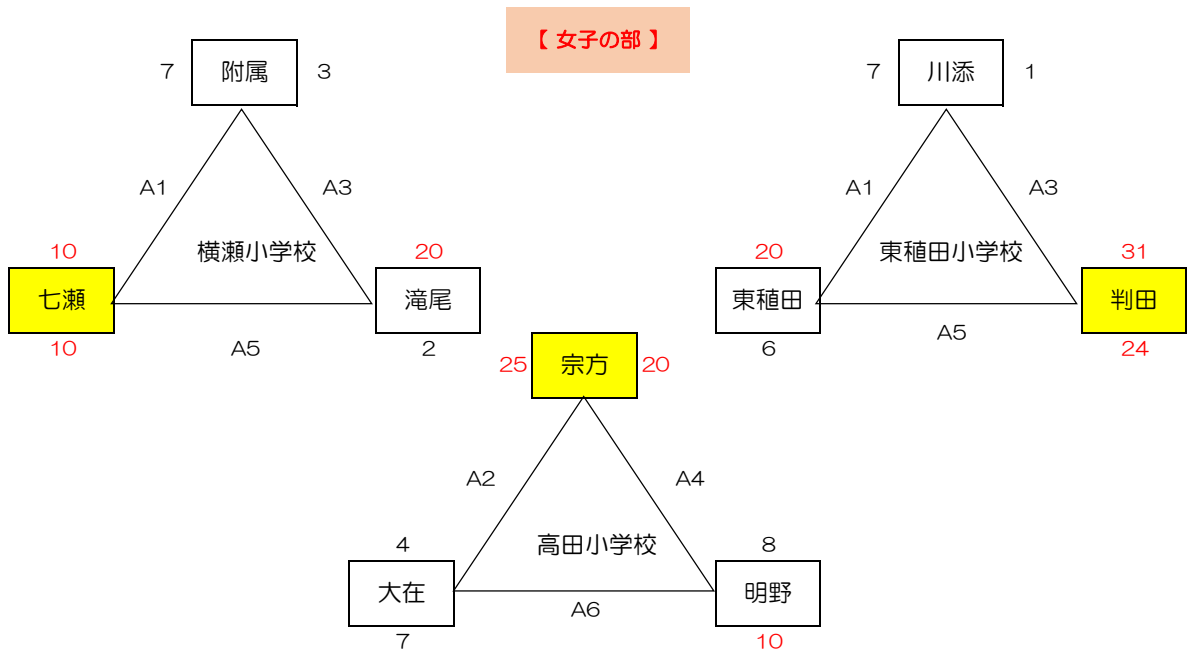 【 女子の部 】
7 附属 3
A1 A3
横瀬小学校
10 20
七瀬 滝尾
10 A5 2
7 川添 1
A1 A3
東稙田小学校
20 31
東稙田 判田
6 A5 24
25 宗方 20
A2 A4
高田小学校
4 8
大在 明野
7 A6 10